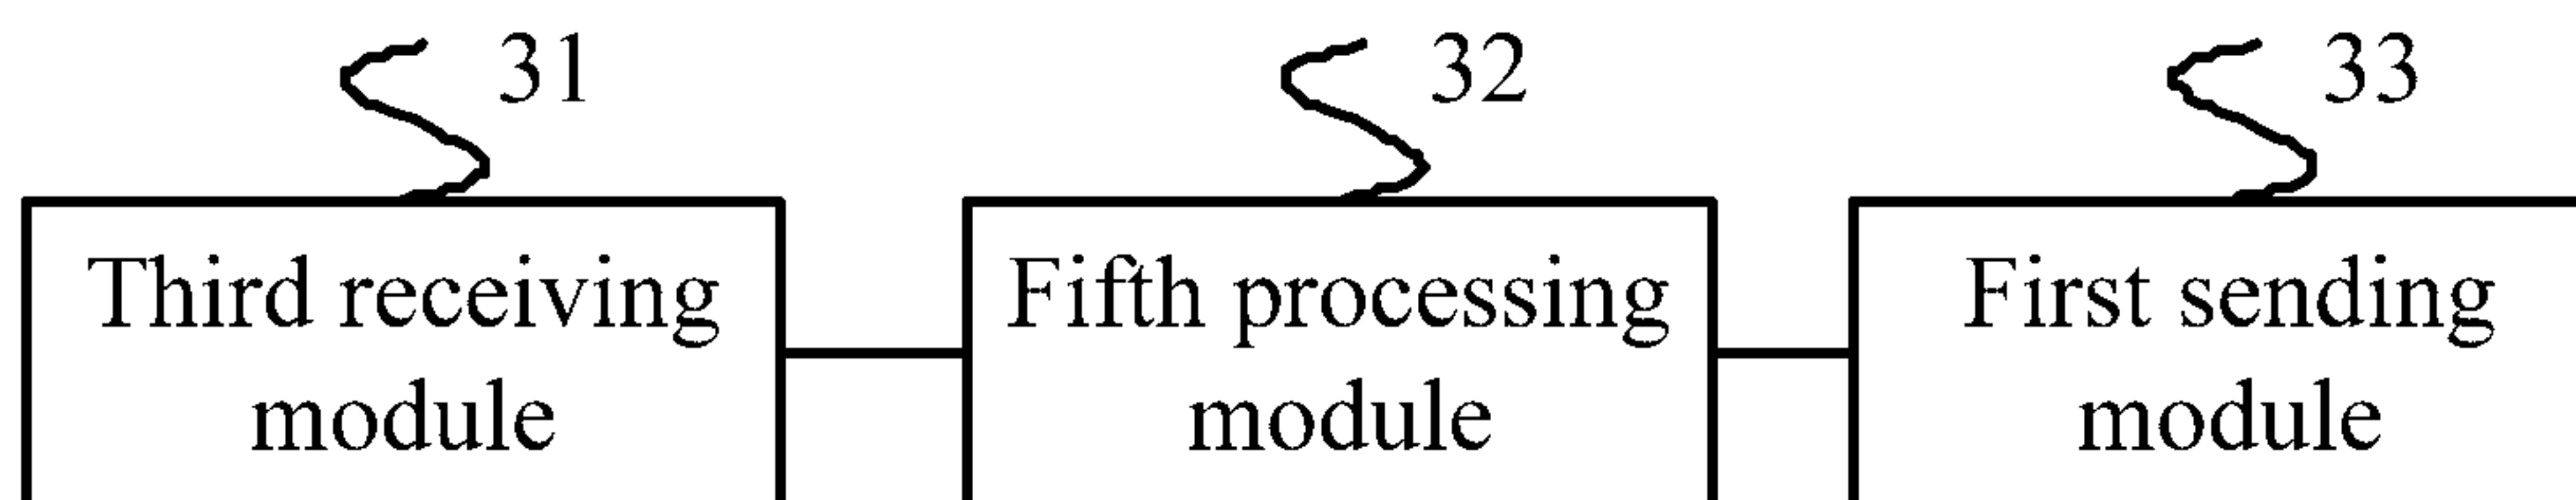 31
32
33
Third receiving
module
Fifth processing
module
First sending
module